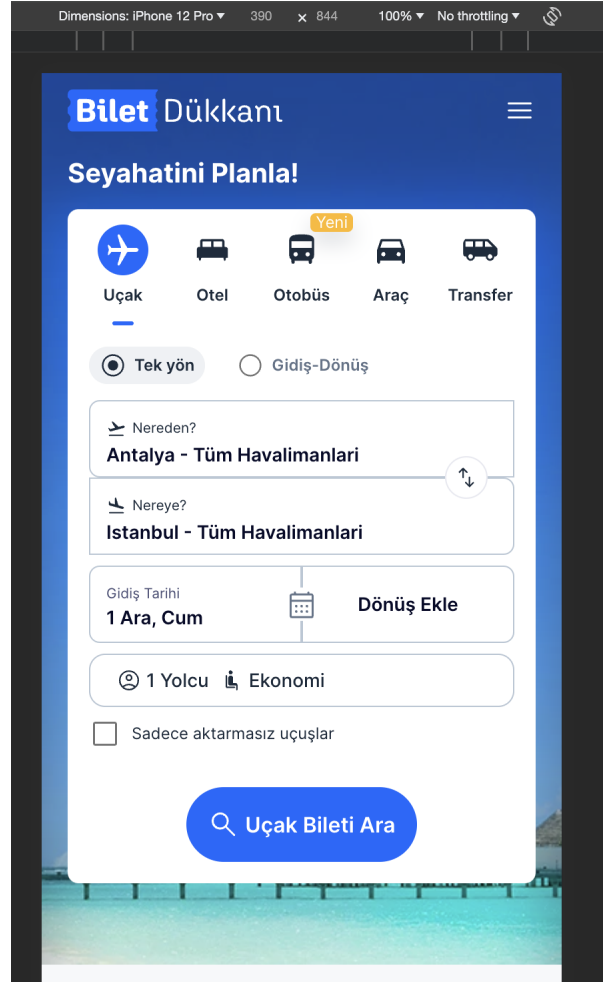 Dimensions: iPhone 12 Pro ▼ 390 x 844 100% ▼ No throttling ▼
Bilet Dükkanı
Seyahatini Planla!
Yeni
Uçak Otel Otobüs Araç Transfer
Tek yön Gidiş-Dönüş
Nereden?
Antalya - Tüm Havalimanlari
Nereye?
Istanbul - Tüm Havalimanlari
Gidiş Tarihi
1 Ara, Cum Dönüş Ekle
1 Yolcu Ekonomi
Sadece aktarmasız uçuşlar
Uçak Bileti Ara